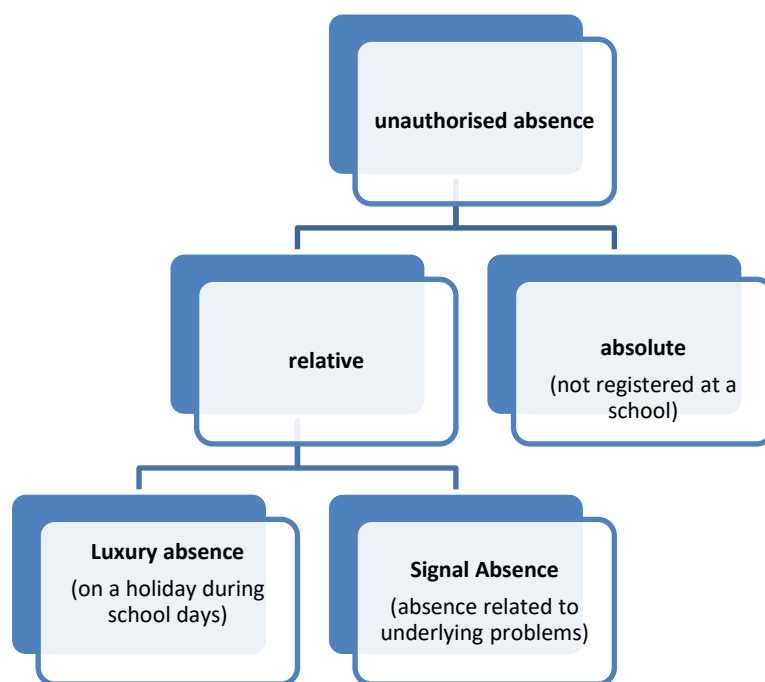 unauthorised absence
relative
absolute
(not registered at a
school)
Luxury absence
(on a holiday during
school days)
Signal Absence
(absence related to
underlying problems)